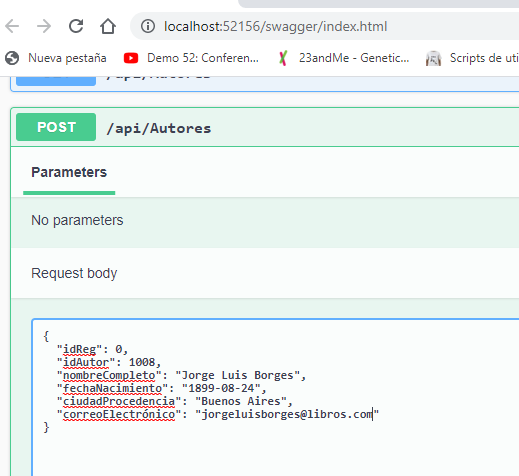 localhost:52156/swagger/index.html
Nueva pestaña
Demo 52: Conferen...
23andMe - Genetic...
Scripts de uti
/api/Autores
POST
/api/Autores
Parameters
No parameters
Request body
{
"idReg": 0,
"idAutor": 1008,
"nombreCompleto": "Jorge Luis Borges",
"fechaNacimiento": "1899-08-24",
"ciudadProcedencia": "Buenos Aires",
"correoElectrónico": "jorgeluisborges@libros.com"
}